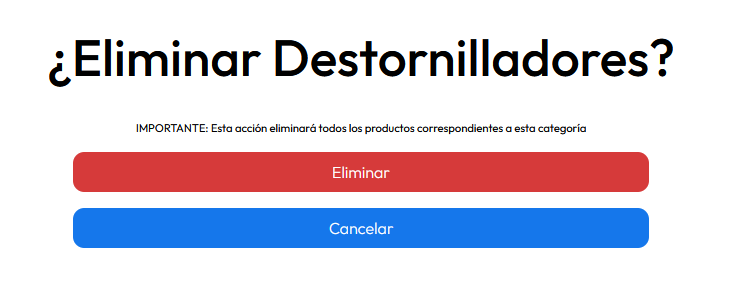 ¿Eliminar Destornilladores?
IMPORTANTE: Esta acción eliminará todos los productos correspondientes a esta categoría
Eliminar
Cancelar